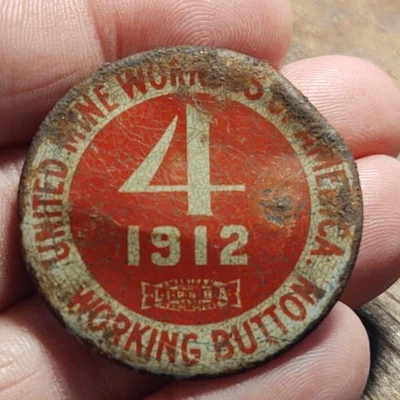 UNITED MINE WORKERS OF AMERICA
4
1912
WORKING BUTTON